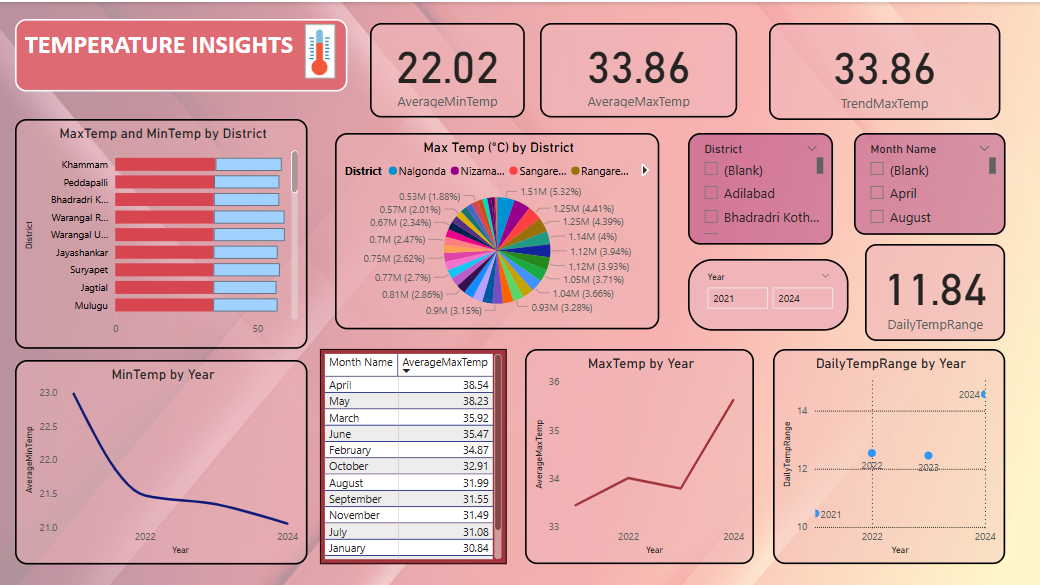 TEMPERATURE INSIGHTS
22.02
AverageMinTemp
33.86
AverageMaxTemp
33.86
TrendMaxTemp
MaxTemp and MinTemp by District
District
Khammam
Peddapalli
Bhadradri K...
Warangal R...
Warangal U...
Jayashankar
Suryapet
Jagtial
Mulugu
0
50
Max Temp (°C) by District
District Nalgonda Nizama... Sangare... Rangare...
1.51M (5.32%)
1.25M (4.41%)
1.25M (4.39%)
1.14M (4%)
1.12M (3.94%)
1.12M (3.93%)
1.05M (3.71%)
1.04M (3.66%)
0.93M (3.28%)
0.9M (3.15%)
0.81M (2.86%)
0.77M (2.7%)
0.75M (2.62%)
0.7M (2.47%)
0.67M (2.34%)
0.57M (2.01%)
0.53M (1.88%)
District
(Blank)
Adilabad
Bhadradri Koth...
Month Name
(Blank)
April
August
Year
2021
2024
11.84
DailyTempRange
MinTemp by Year
AverageMinTemp
23.0
22.5
22.0
21.5
21.0
2022
2024
Year
Month Name AverageMaxTemp
April 38.54
May 38.23
March 35.92
June 35.47
February 34.87
October 32.91
August 31.99
September 31.55
November 31.49
July 31.08
January 30.84
MaxTemp by Year
AverageMaxTemp
36
35
34
33
2022
2024
Year
DailyTempRange by Year
DailyTempRange
14
12
10
2024
2022
2023
2021
2022
2024
Year